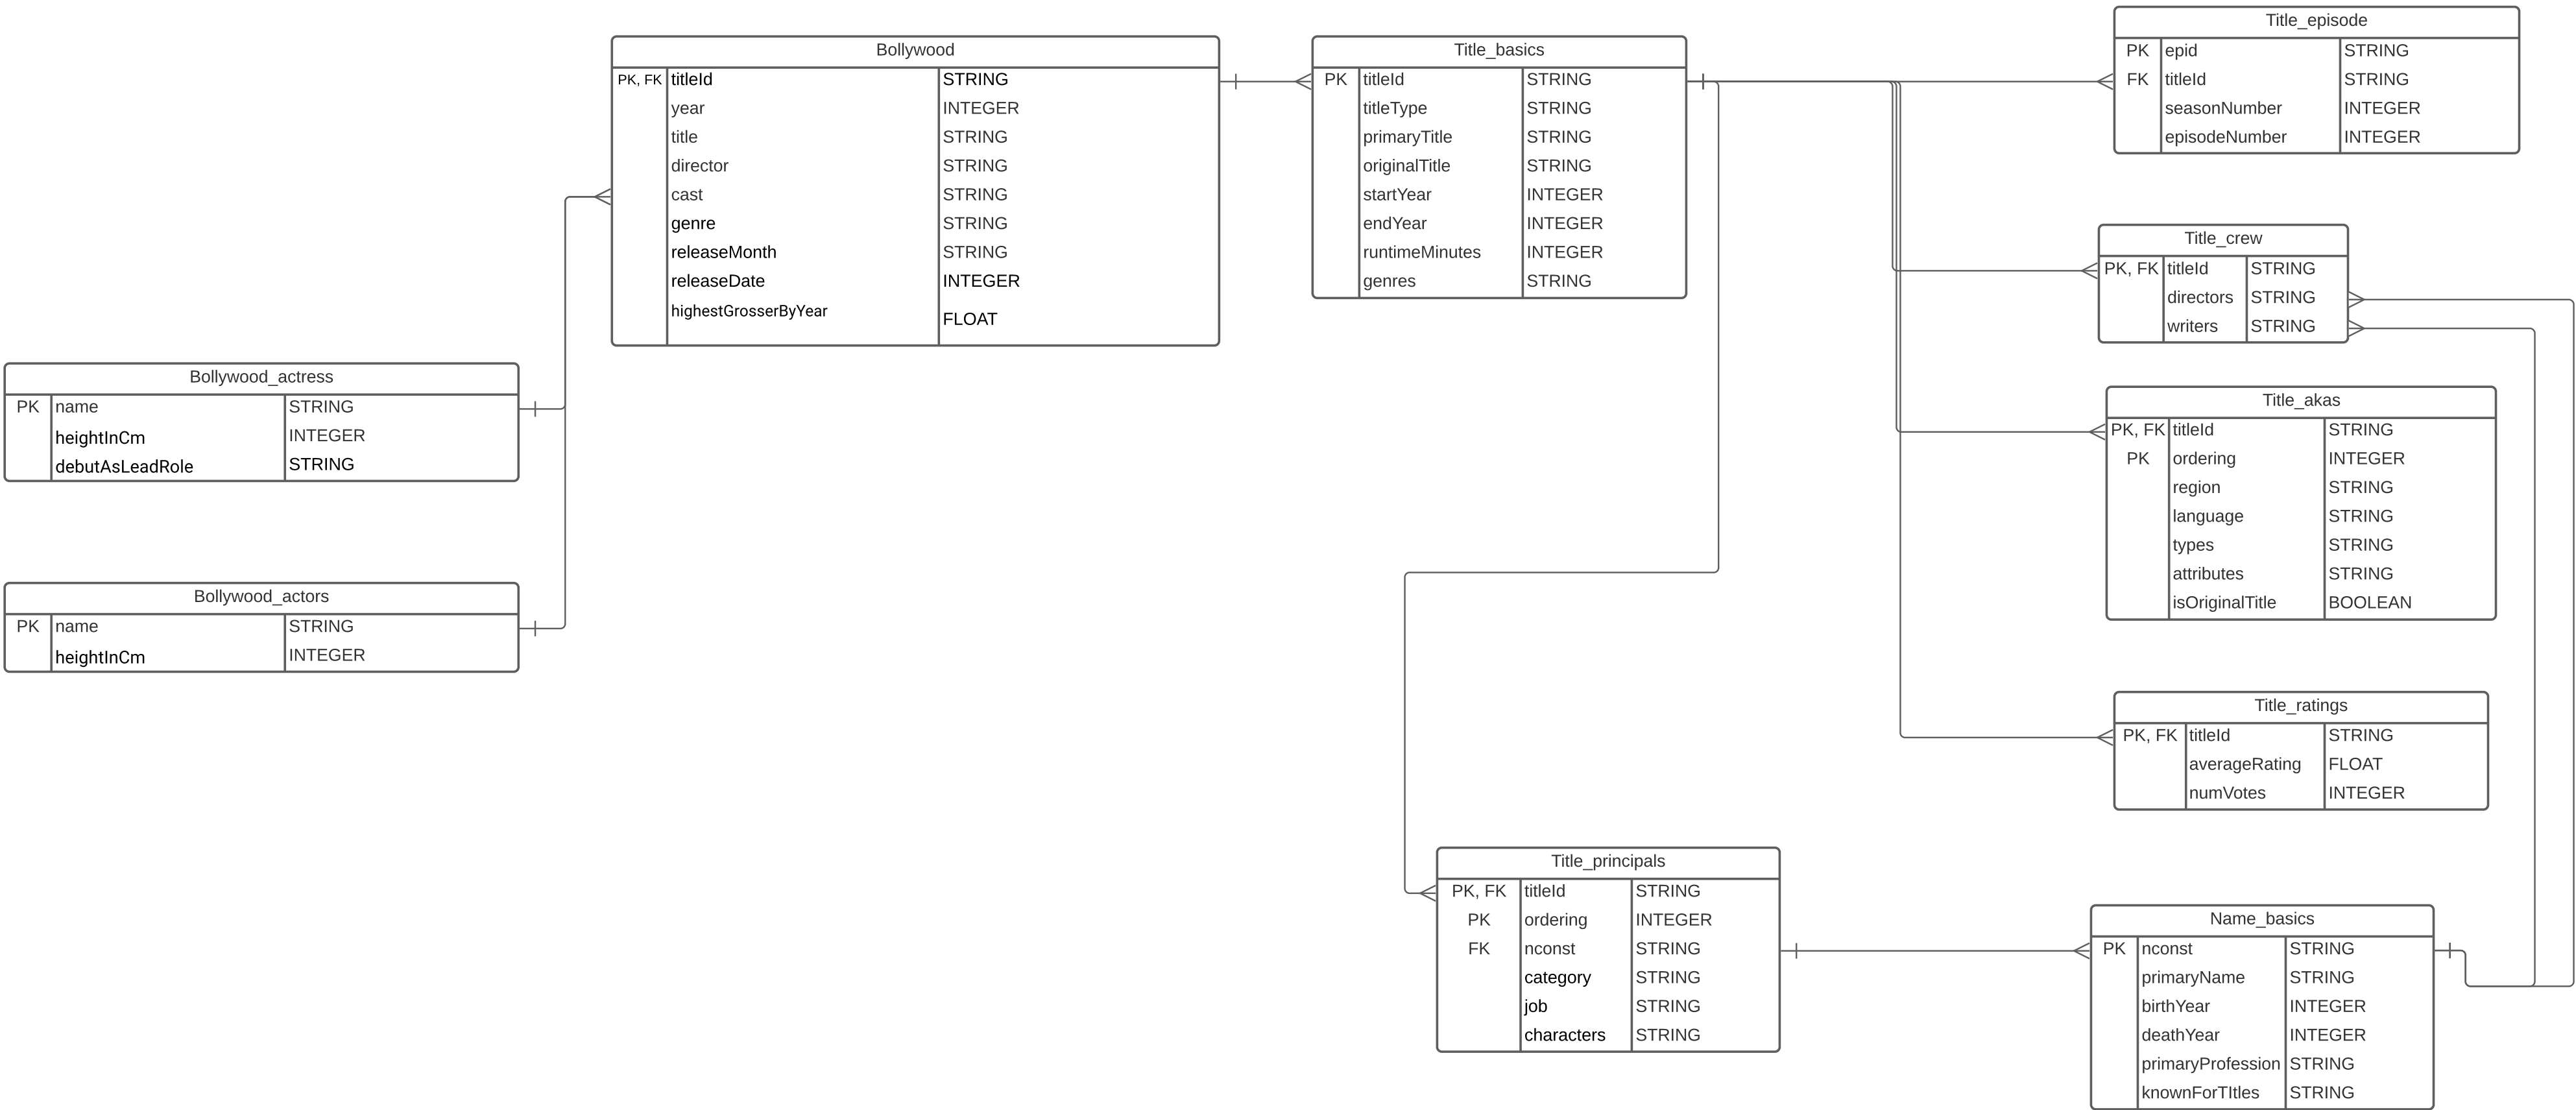 Bollywood
PK, FK titleId STRING
year INTEGER
title STRING
director STRING
cast STRING
genre STRING
releaseMonth STRING
releaseDate INTEGER
highestGrosserByYear FLOAT
Title_basics
PK titleId STRING
titleType STRING
primaryTitle STRING
originalTitle STRING
startYear INTEGER
endYear INTEGER
runtimeMinutes INTEGER
genres STRING
Title_episode
PK epid STRING
FK titleId STRING
seasonNumber INTEGER
episodeNumber INTEGER
Title_crew
PK, FK titleId STRING
directors STRING
writers STRING
Bollywood_actress
PK name STRING
heightInCm INTEGER
debutAsLeadRole STRING
Title_akas
PK, FK titleId STRING
PK ordering INTEGER
region STRING
language STRING
types STRING
attributes STRING
isOriginalTitle BOOLEAN
Bollywood_actors
PK name STRING
heightInCm INTEGER
Title_ratings
PK, FK titleId STRING
averageRating FLOAT
numVotes INTEGER
Title_principals
PK, FK titleId STRING
PK ordering INTEGER
FK nconst STRING
category STRING
job STRING
characters STRING
Name_basics
PK nconst STRING
primaryName STRING
birthYear INTEGER
deathYear INTEGER
primaryProfession STRING
knownForTItles STRING